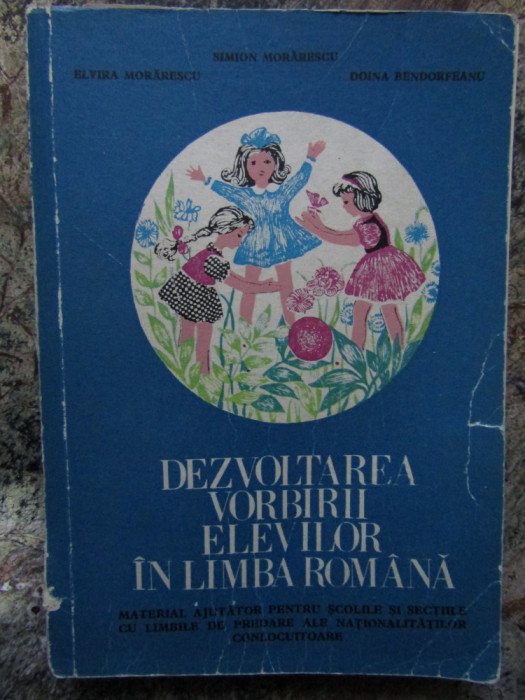 SIMION MORĂRESCU
ELVIRA MORĂRESCU DOINA BENDORFEANU
DEZVOLTAREA
VORBIRII
ELEVILOR
ÎN LIMBA ROMÂNĂ
MATERIAL AJUTĂTOR PENTRU ȘCOLILE ȘI SECȚIILE
CU LIMBILE DE PREDARE ALE NAȚIONALITĂȚILOR
CONLOCUITOARE